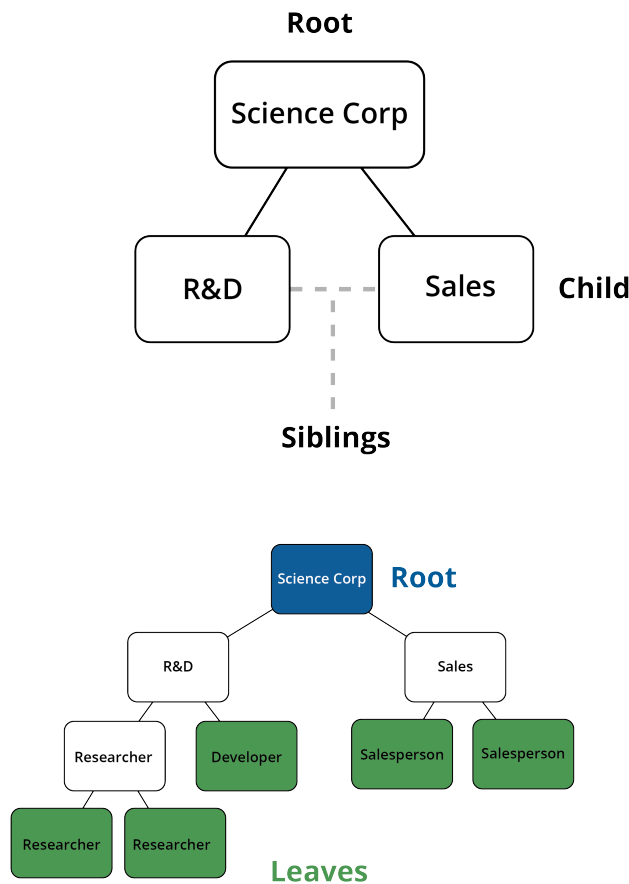 Root
Science Corp
R&D
Sales
Child
Siblings
Science Corp
Root
R&D
Sales
Researcher
Developer
Salesperson
Salesperson
Researcher
Researcher
Leaves